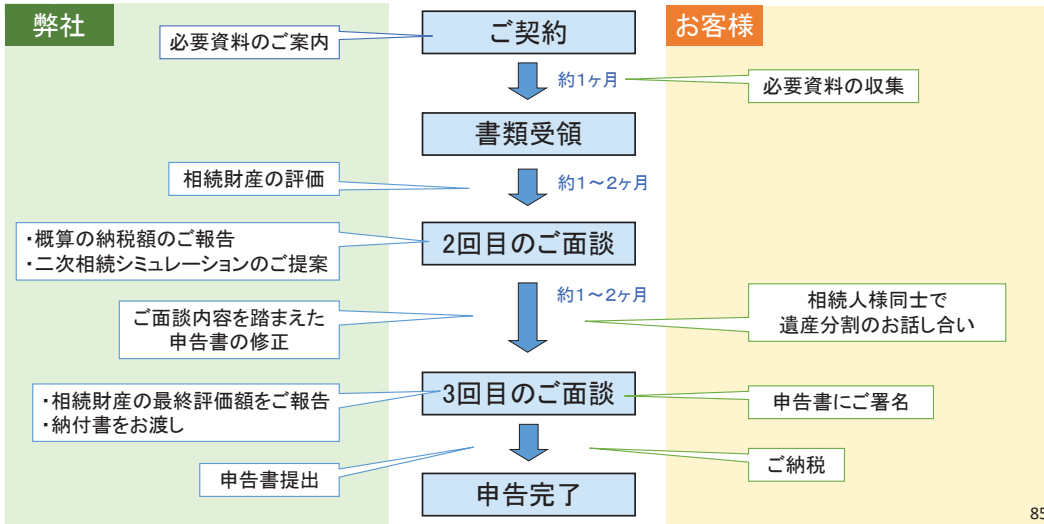 弊社
お客様
必要資料のご案内
ご契約
約1ヶ月
必要資料の収集
書類受領
相続財産の評価
約1～2ヶ月
・概算の納税額のご報告
・二次相続シミュレーションのご提案
2回目のご面談
約1～2ヶ月
ご面談内容を踏まえた
申告書の修正
相続人様同士で
遺産分割のお話し合い
・相続財産の最終評価額をご報告
・納付書をお渡し
3回目のご面談
申告書にご署名
申告書提出
ご納税
申告完了
85